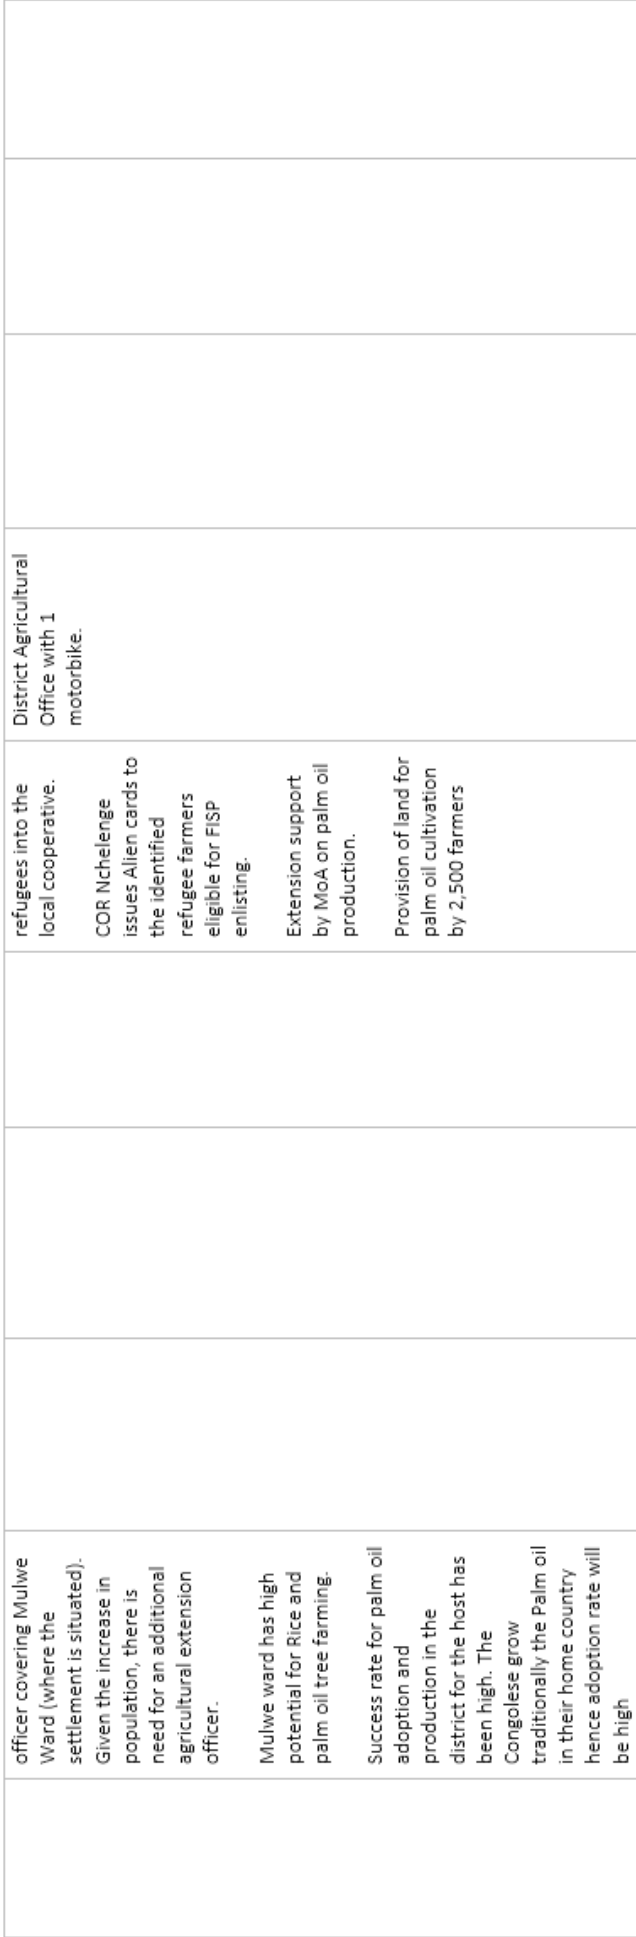 officer covering Mulwe
Ward (where the
settlement is situated).
Given the increase in
population, there is
need for an additional
agricultural extension
officer.
Mulwe ward has high
potential for Rice and
palm oil tree farming.
Success rate for palm oil
adoption and
production in the
district for the host has
been high. The
Congolese grow
traditionally the Palm oil
in their home country
hence adoption rate will
be high
refugees into the
local cooperative.
COR Nchelenge
issues Alien cards to
the identified
refugee farmers
eligible for FISP
enlisting.
Extension support
by MoA on palm oil
production.
Provision of land for
palm oil cultivation
by 2,500 farmers
District Agricultural
Office with 1
motorbike.